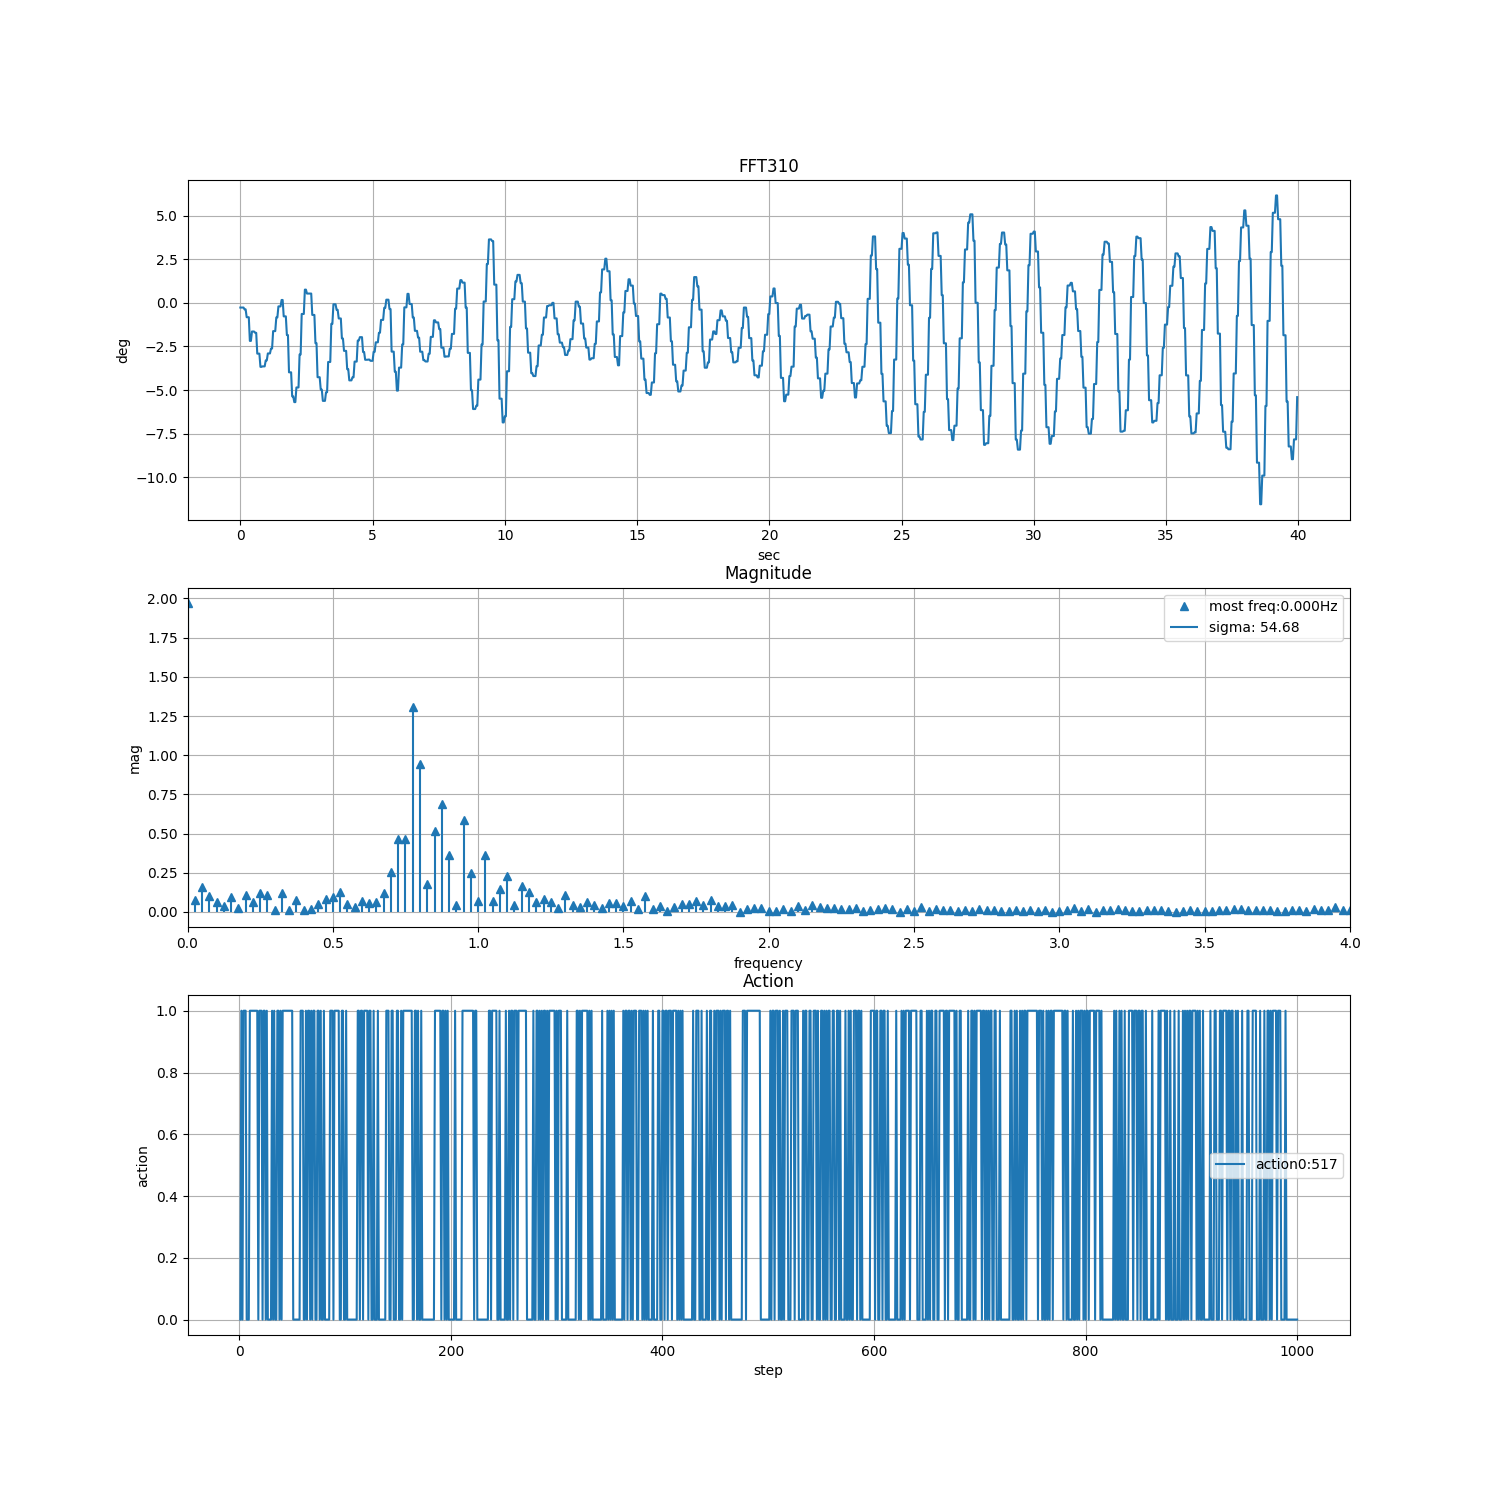 FFT310
5.0
2.5
0.0
−2.5
−5.0
−7.5
−10.0
deg
0 5 10 15 20 25 30 35 40
sec
Magnitude
2.00
1.75
1.50
1.25
1.00
0.75
0.50
0.25
0.00
mag
most freq:0.000Hz
sigma: 54.68
0.0 0.5 1.0 1.5 2.0 2.5 3.0 3.5 4.0
frequency
Action
1.0
0.8
0.6
0.4
0.2
0.0
action
action0:517
0 200 400 600 800 1000
step